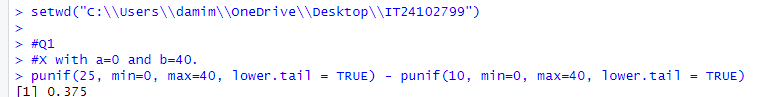 > setwd("C:\\Users\\damim\\OneDrive\\Desktop\\IT24102799")
>
> #Q1
> #X with a=0 and b=40.
> punif(25, min=0, max=40, lower.tail = TRUE) - punif(10, min=0, max=40, lower.tail = TRUE)
[1] 0.375